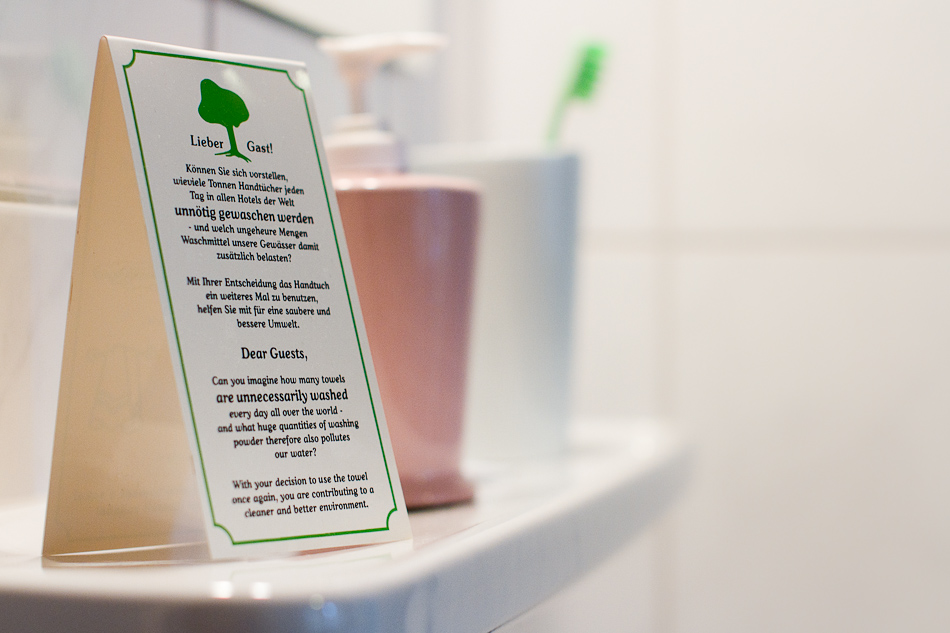 Lieber Gast!
Können Sie sich vorstellen,
wieviele Tonnen Handtücher jeden
Tag in allen Hotels der Welt
unnötig gewaschen werden
- und welch ungeheure Mengen
Waschmittel unsere Gewässer damit
zusätzlich belasten?
Mit Ihrer Entscheidung das Handtuch
ein weiteres Mal zu benutzen,
helfen Sie mit für eine saubere und
bessere Umwelt.
Dear Guests,
Can you imagine how many towels
are unnecessarily washed
every day all over the world -
and what huge quantities of washing
powder therefore also pollutes
our water?
With your decision to use the towel
once again, you are contributing to a
cleaner and better environment.